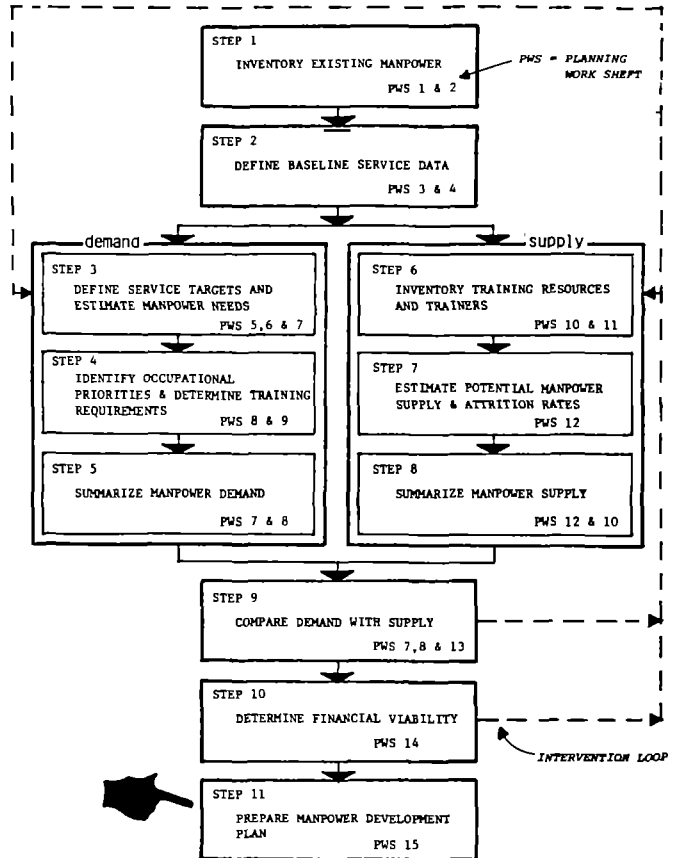 STEP 1
INVENTORY EXISTING MANPOWER
PWS 1 & 2
PWS = PLANNING
WORK SHEET
STEP 2
DEFINE BASELINE SERVICE DATA
PWS 3 & 4
demand
STEP 3
DEFINE SERVICE TARGETS AND
ESTIMATE MANPOWER NEEDS
PWS 5,6 & 7
STEP 4
IDENTIFY OCCUPATIONAL
PRIORITIES & DETERMINE TRAINING
REQUIREMENTS
PWS 8 & 9
STEP 5
SUMMARIZE MANPOWER DEMAND
PWS 7 & 8
supply
STEP 6
INVENTORY TRAINING RESOURCES
AND TRAINERS
PWS 10 & 11
STEP 7
ESTIMATE POTENTIAL MANPOWER
SUPPLY & ATTRITION RATES
PWS 12
STEP 8
SUMMARIZE MANPOWER SUPPLY
PWS 12 & 10
STEP 9
COMPARE DEMAND WITH SUPPLY
PWS 7,8 & 13
STEP 10
DETERMINE FINANCIAL VIABILITY
PWS 14
INTERVENTION LOOP
STEP 11
PREPARE MANPOWER DEVELOPMENT
PLAN
PWS 15